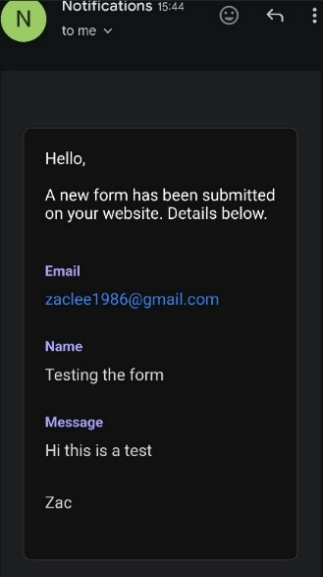 N
Notifications 15:44
to me
Hello,
A new form has been submitted
on your website. Details below.
Email
zaclee1986@gmail.com
Name
Testing the form
Message
Hi this is a test
Zac